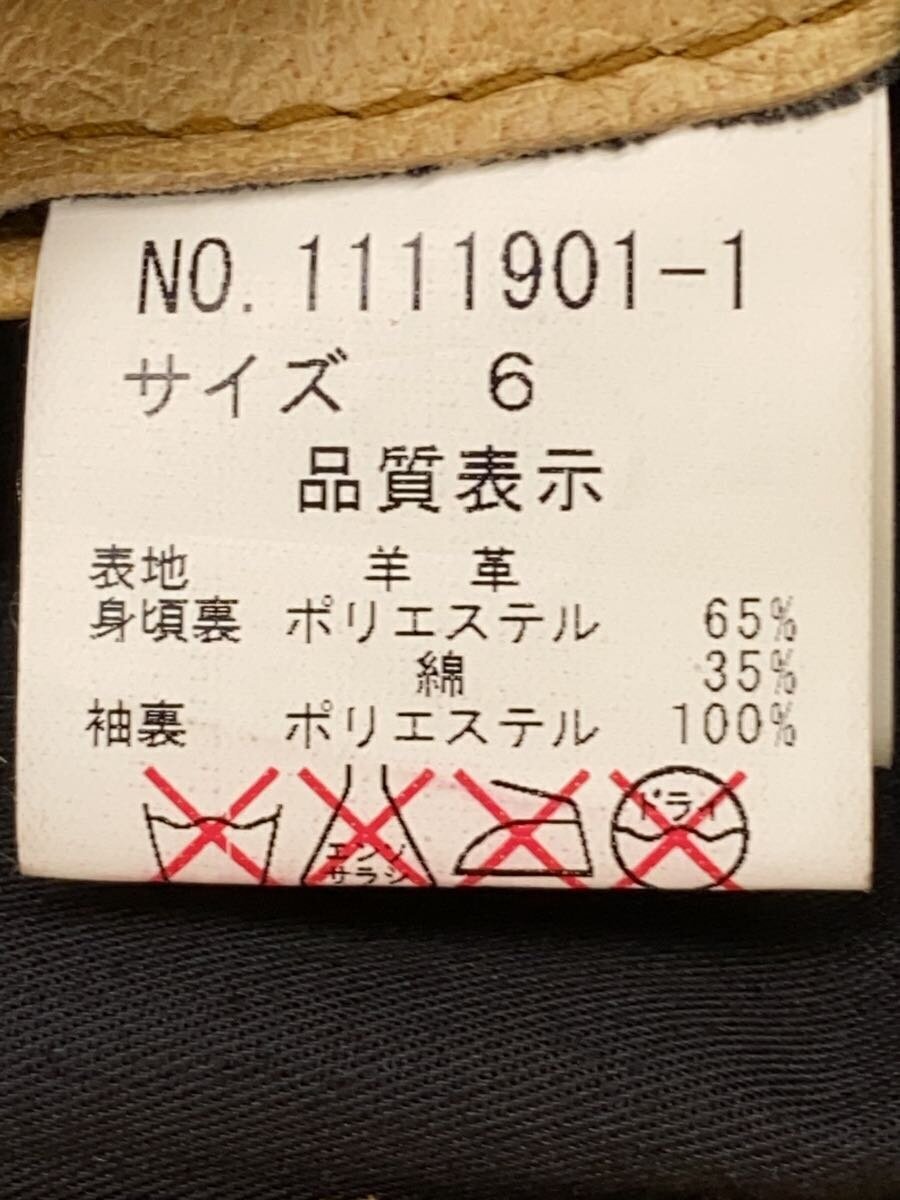 NO.1111901-1
サイズ 6
品質表示
表地 羊 革
身頃裏 ポリエステル 65%
綿 35%
袖裏 ポリエステル 100%
エンソ ドライ
サラシ